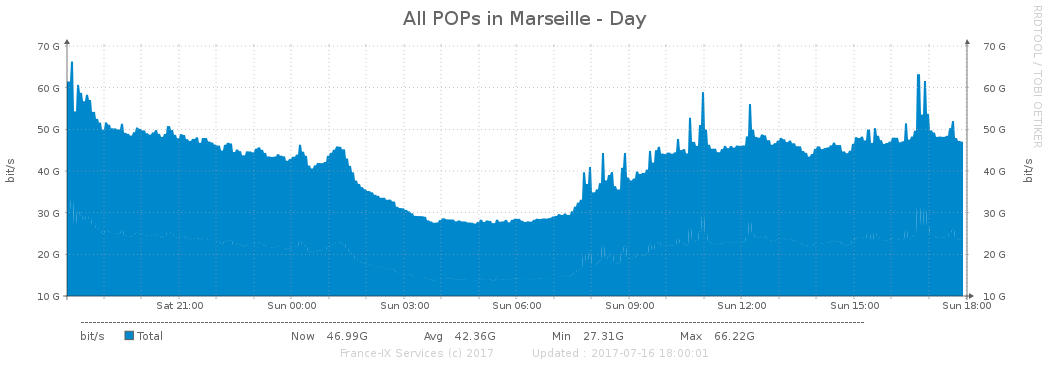 All POPs in Marseille - Day
RRDTOOL / TOBI OETIKER
70 G 70 G
60 G 60 G
50 G 50 G
40 G 40 G
30 G 30 G
20 G 20 G
10 G 10 G
bit/s bit/s
Sat 21:00 Sun 00:00 Sun 03:00 Sun 06:00 Sun 09:00 Sun 12:00 Sun 15:00 Sun 18:00
bit/s Total Now 46.99G Avg 42.36G Min 27.31G Max 66.22G
France-IX Services (c) 2017 Updated : 2017-07-16 18:00:01